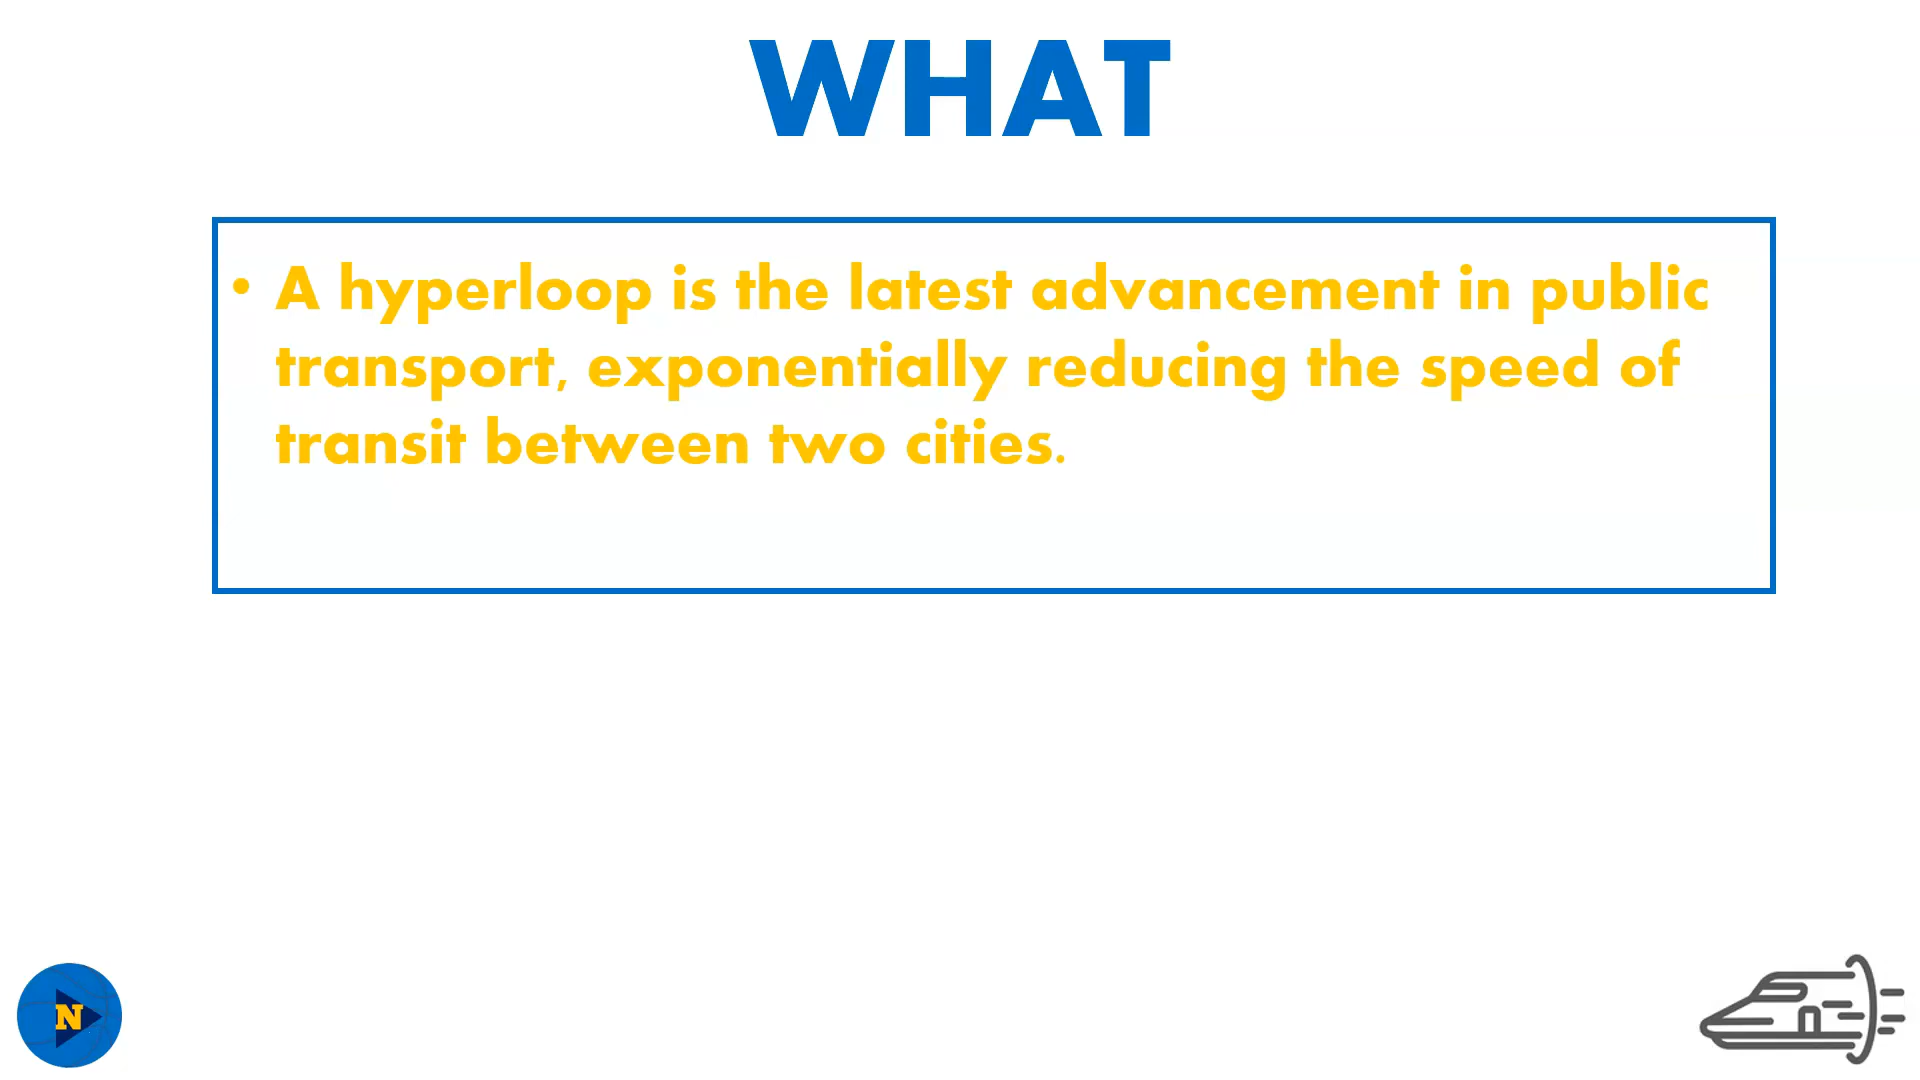 WHAT
• A hyperloop is the latest advancement in public
transport, exponentially reducing the speed of
transit between two cities.
N